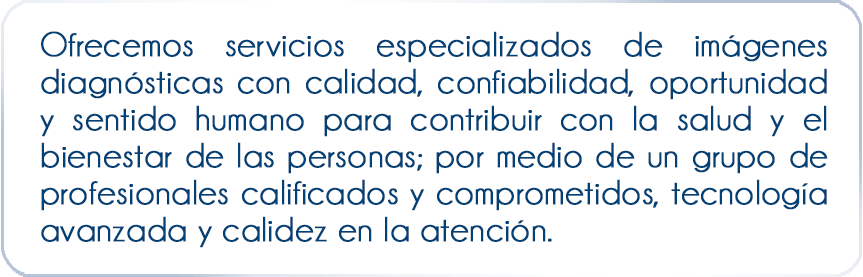 Ofrecemos servicios especializados de imágenes
diagnósticas con calidad, confiabilidad, oportunidad
y sentido humano para contribuir con la salud y el
bienestar de las personas; por medio de un grupo de
profesionales calificados y comprometidos, tecnología
avanzada y calidez en la atención.